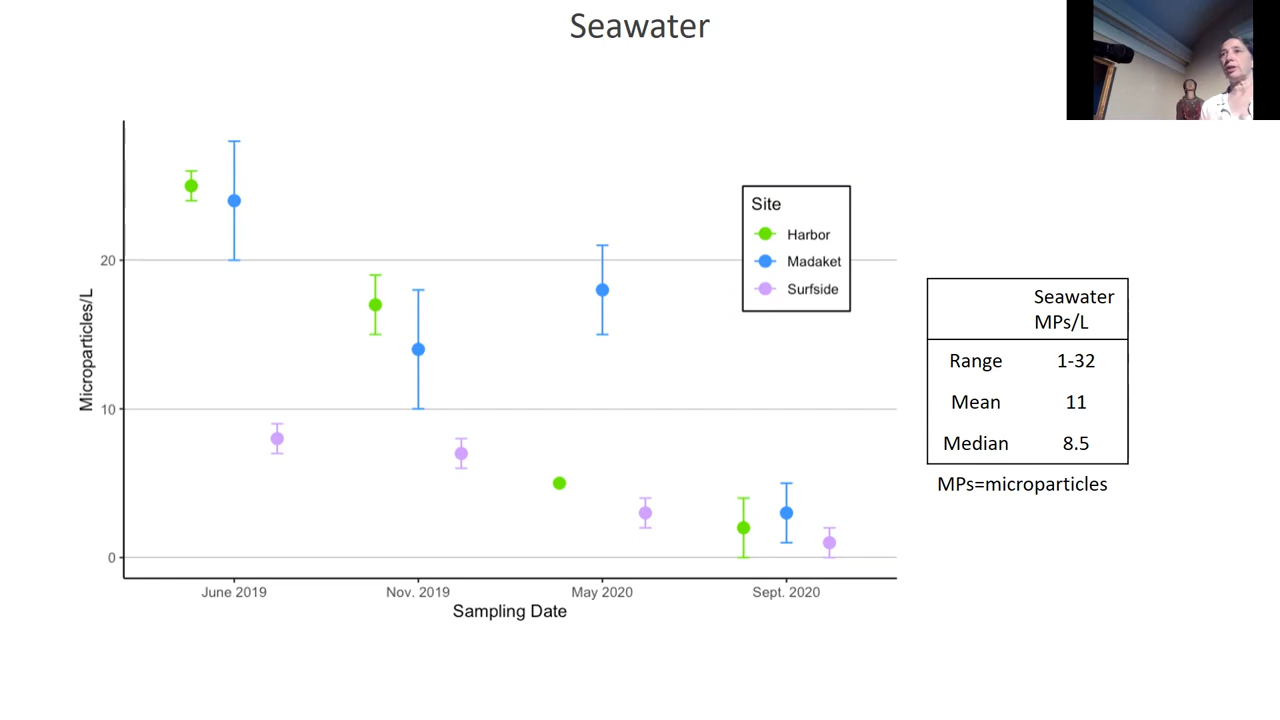 Seawater
Microparticles/L
20
10
0
June 2019
Nov. 2019
May 2020
Sept. 2020
Sampling Date
Site
Harbor
Madaket
Surfside
Seawater
MPs/L
Range 1-32
Mean 11
Median 8.5
MPs=microparticles